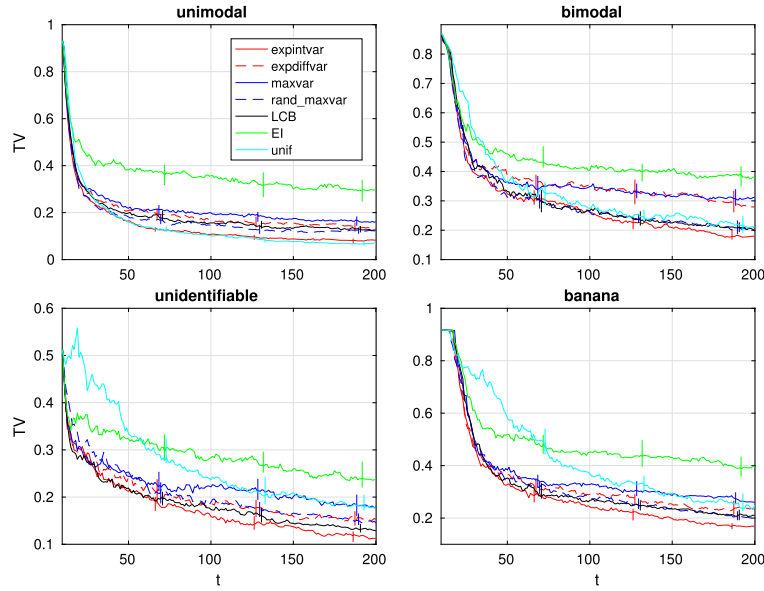 unimodal
bimodal
TV
1
0.8
0.6
0.4
0.2
0
50
100
150
200
expintvar
expdiffvar
maxvar
rand_maxvar
LCB
EI
unif
0.8
0.7
0.6
0.5
0.4
0.3
0.2
0.1
50
100
150
200
unidentifiable
banana
TV
0.6
0.5
0.4
0.3
0.2
0.1
50
100
150
200
t
1
0.8
0.6
0.4
0.2
50
100
150
200
t